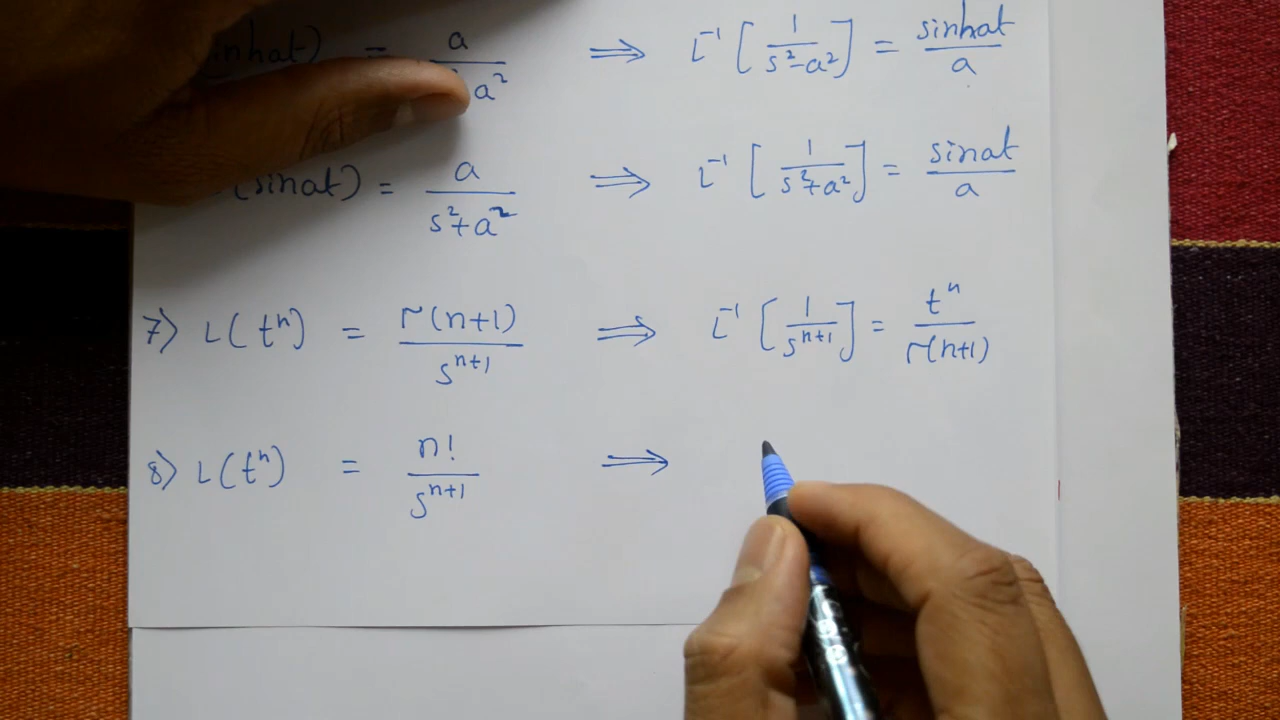 inhat) = a/a² ⟹ L⁻¹ [1/s²-a²] = sinhat/a
(sinat) = a/s²+a² ⟹ L⁻¹ [1/s²+a²] = sinat/a
7) L(tⁿ) = Γ(n+1)/sⁿ⁺¹ ⟹ L⁻¹ [1/sⁿ⁺¹] = tⁿ/Γ(n+1)
8) L(tⁿ) = n!/sⁿ⁺¹ ⟹